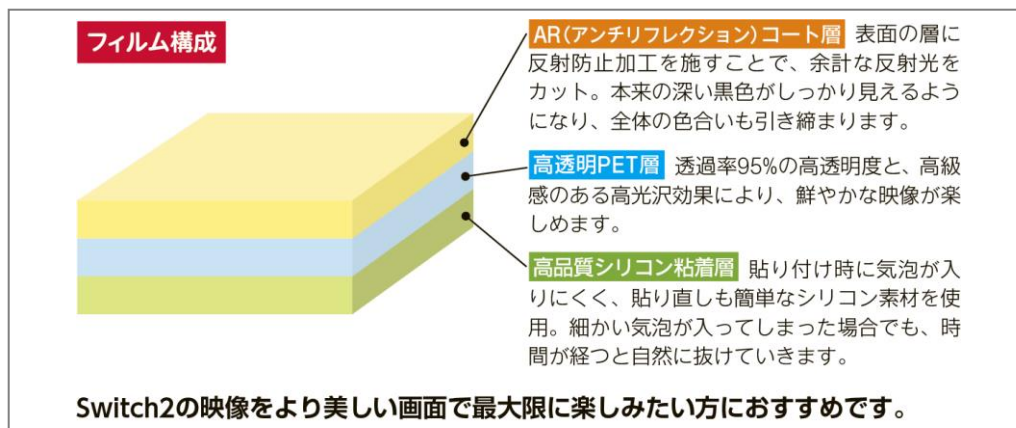 フィルム構成
AR(アンチリフレクション)コート層 表面の層に
反射防止加工を施すことで、余計な反射光を
カット。本来の深い黒色がしっかり見えるよう
になり、全体の色合いも引き締まります。
高透明PET層 透過率95%の高透明度と、高級
感のある高光沢効果により、鮮やかな映像が楽
しめます。
高品質シリコン粘着層 貼り付け時に気泡が入
りにくく、貼り直しも簡単なシリコン素材を使
用。細かい気泡が入ってしまった場合でも、時
間が経つと自然に抜けていきます。
Switch2の映像をより美しい画面で最大限に楽しみたい方におすすめです。